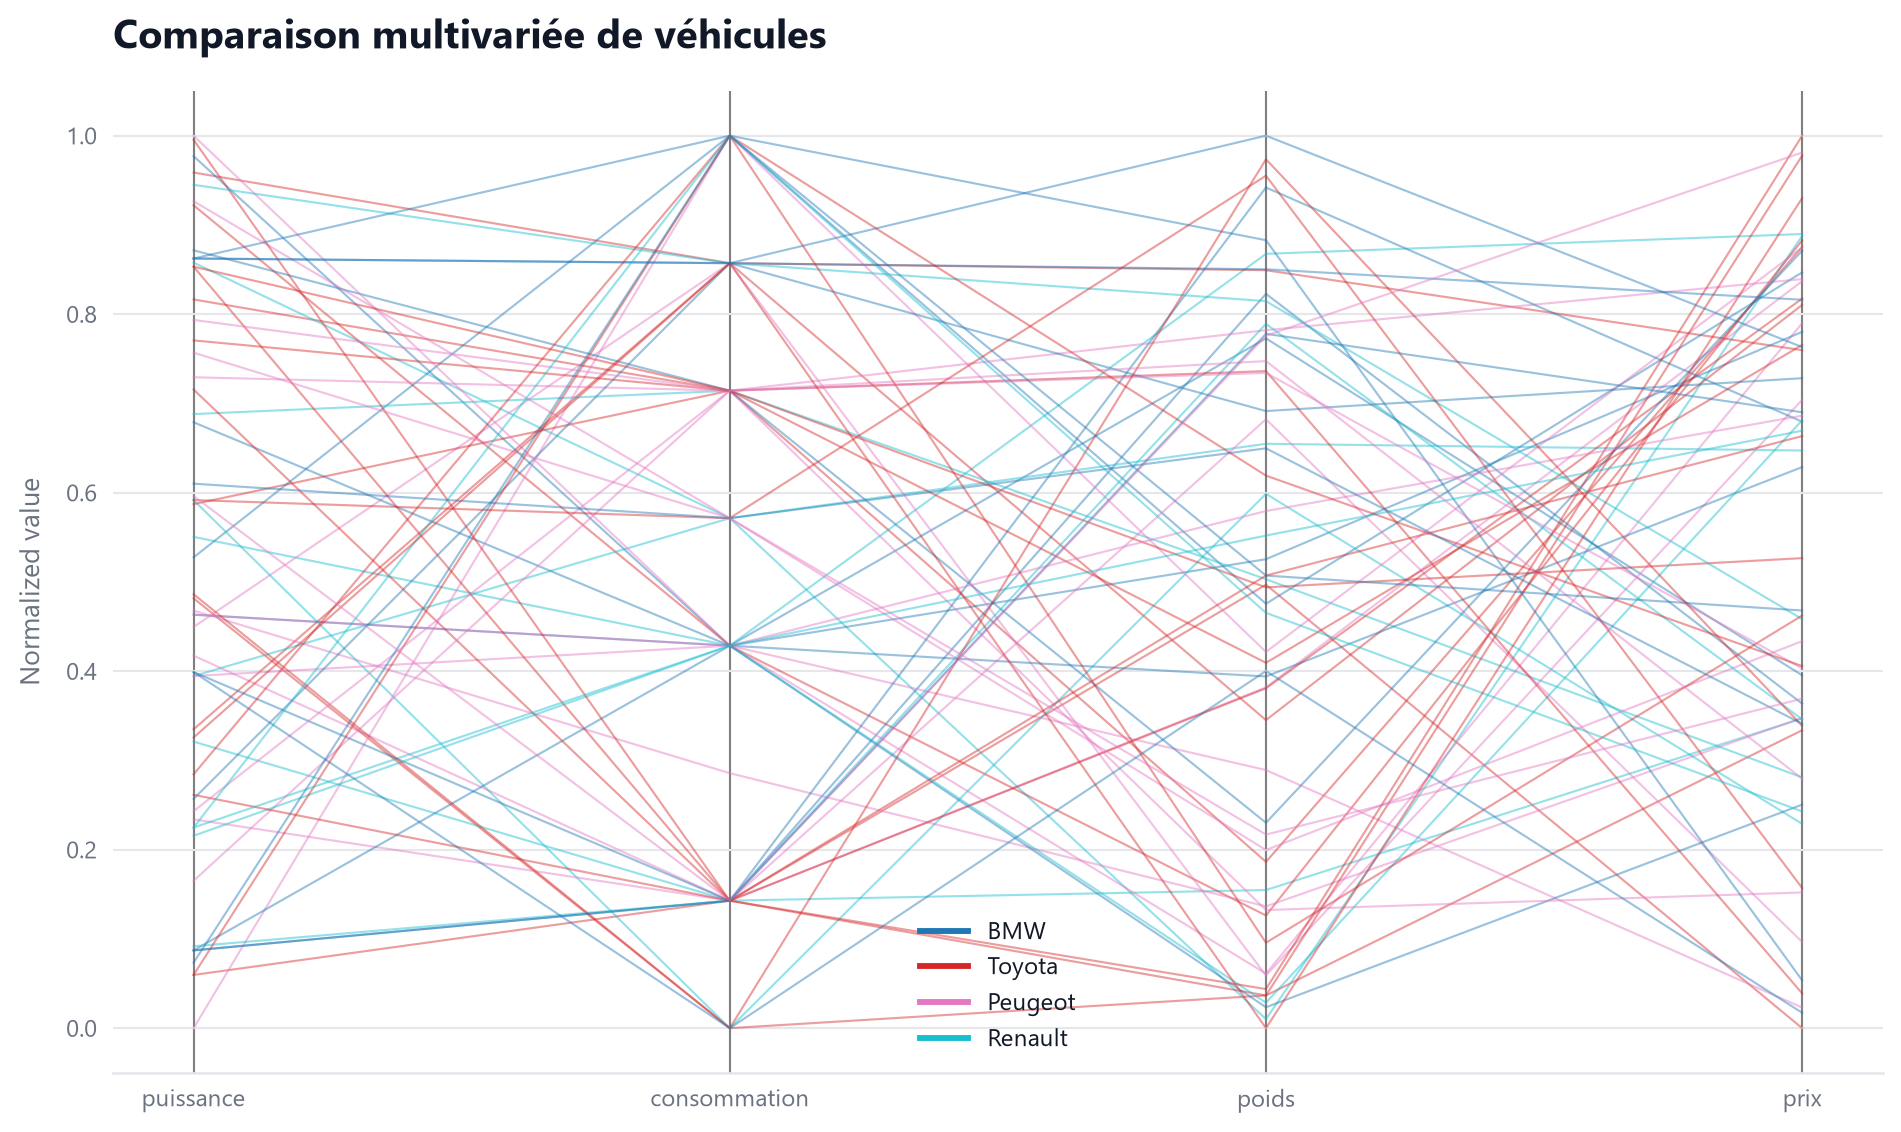 Comparaison multivariée de véhicules
Normalized value
1.0
0.8
0.6
0.4
0.2
0.0
puissance
consommation
poids
prix
BMW
Toyota
Peugeot
Renault